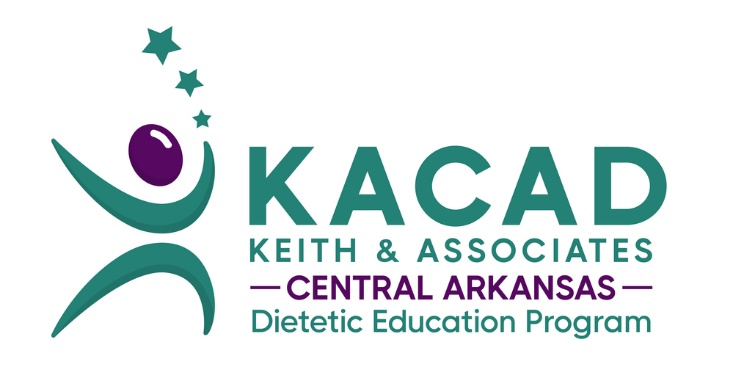 KACAD
KEITH & ASSOCIATES
CENTRAL ARKANSAS
Dietetic Education Program